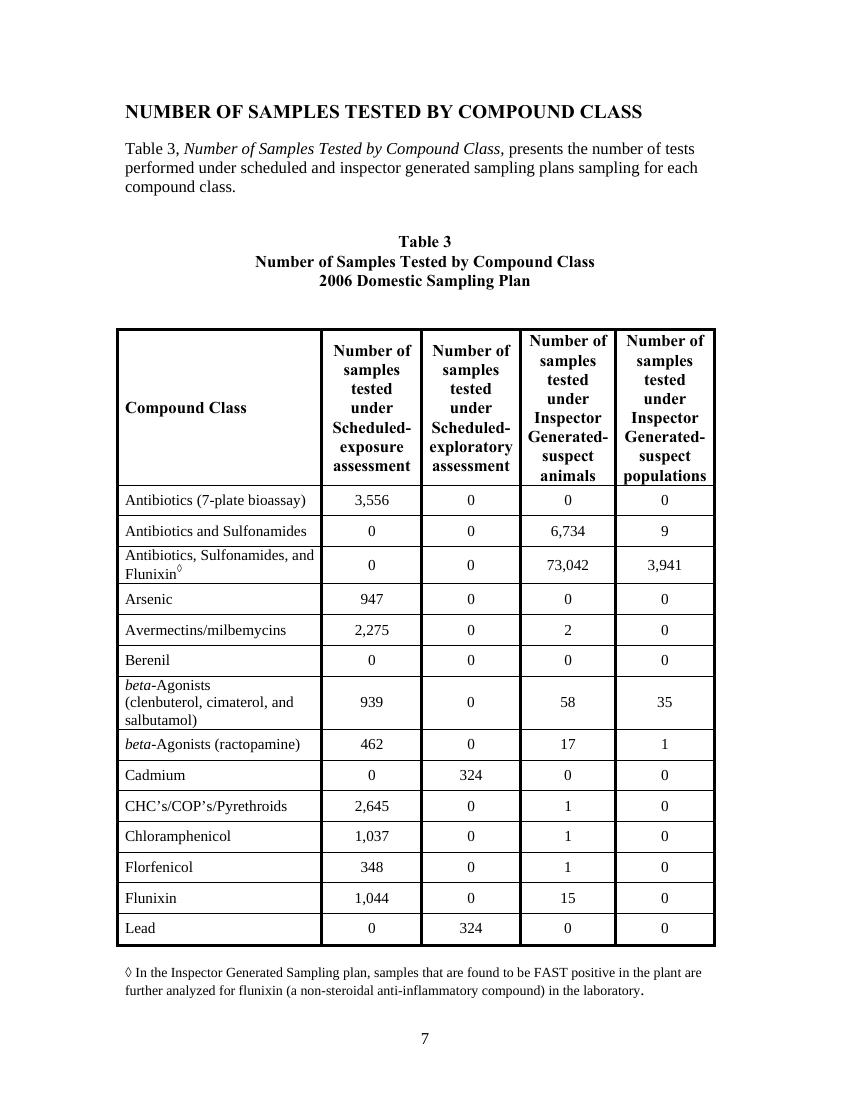 NUMBER OF SAMPLES TESTED BY COMPOUND CLASS
Table 3, Number of Samples Tested by Compound Class, presents the number of tests
performed under scheduled and inspector generated sampling plans sampling for each
compound class.
Table 3
Number of Samples Tested by Compound Class
2006 Domestic Sampling Plan
Compound Class
Number of
samples
tested
under
Scheduled-
exposure
assessment
Number of
samples
tested
under
Scheduled-
exploratory
assessment
Number of
samples
tested
under
Inspector
Generated-
suspect
animals
Number of
samples
tested
under
Inspector
Generated-
suspect
populations
Antibiotics (7-plate bioassay) 3,556 0 0 0
Antibiotics and Sulfonamides 0 0 6,734 9
Antibiotics, Sulfonamides, and
Flunixin◊ 0 0 73,042 3,941
Arsenic 947 0 0 0
Avermectins/milbemycins 2,275 0 2 0
Berenil 0 0 0 0
beta-Agonists
(clenbuterol, cimaterol, and
salbutamol) 939 0 58 35
beta-Agonists (ractopamine) 462 0 17 1
Cadmium 0 324 0 0
CHC's/COP's/Pyrethroids 2,645 0 1 0
Chloramphenicol 1,037 0 1 0
Florfenicol 348 0 1 0
Flunixin 1,044 0 15 0
Lead 0 324 0 0
◊ In the Inspector Generated Sampling plan, samples that are found to be FAST positive in the plant are
further analyzed for flunixin (a non-steroidal anti-inflammatory compound) in the laboratory.
7